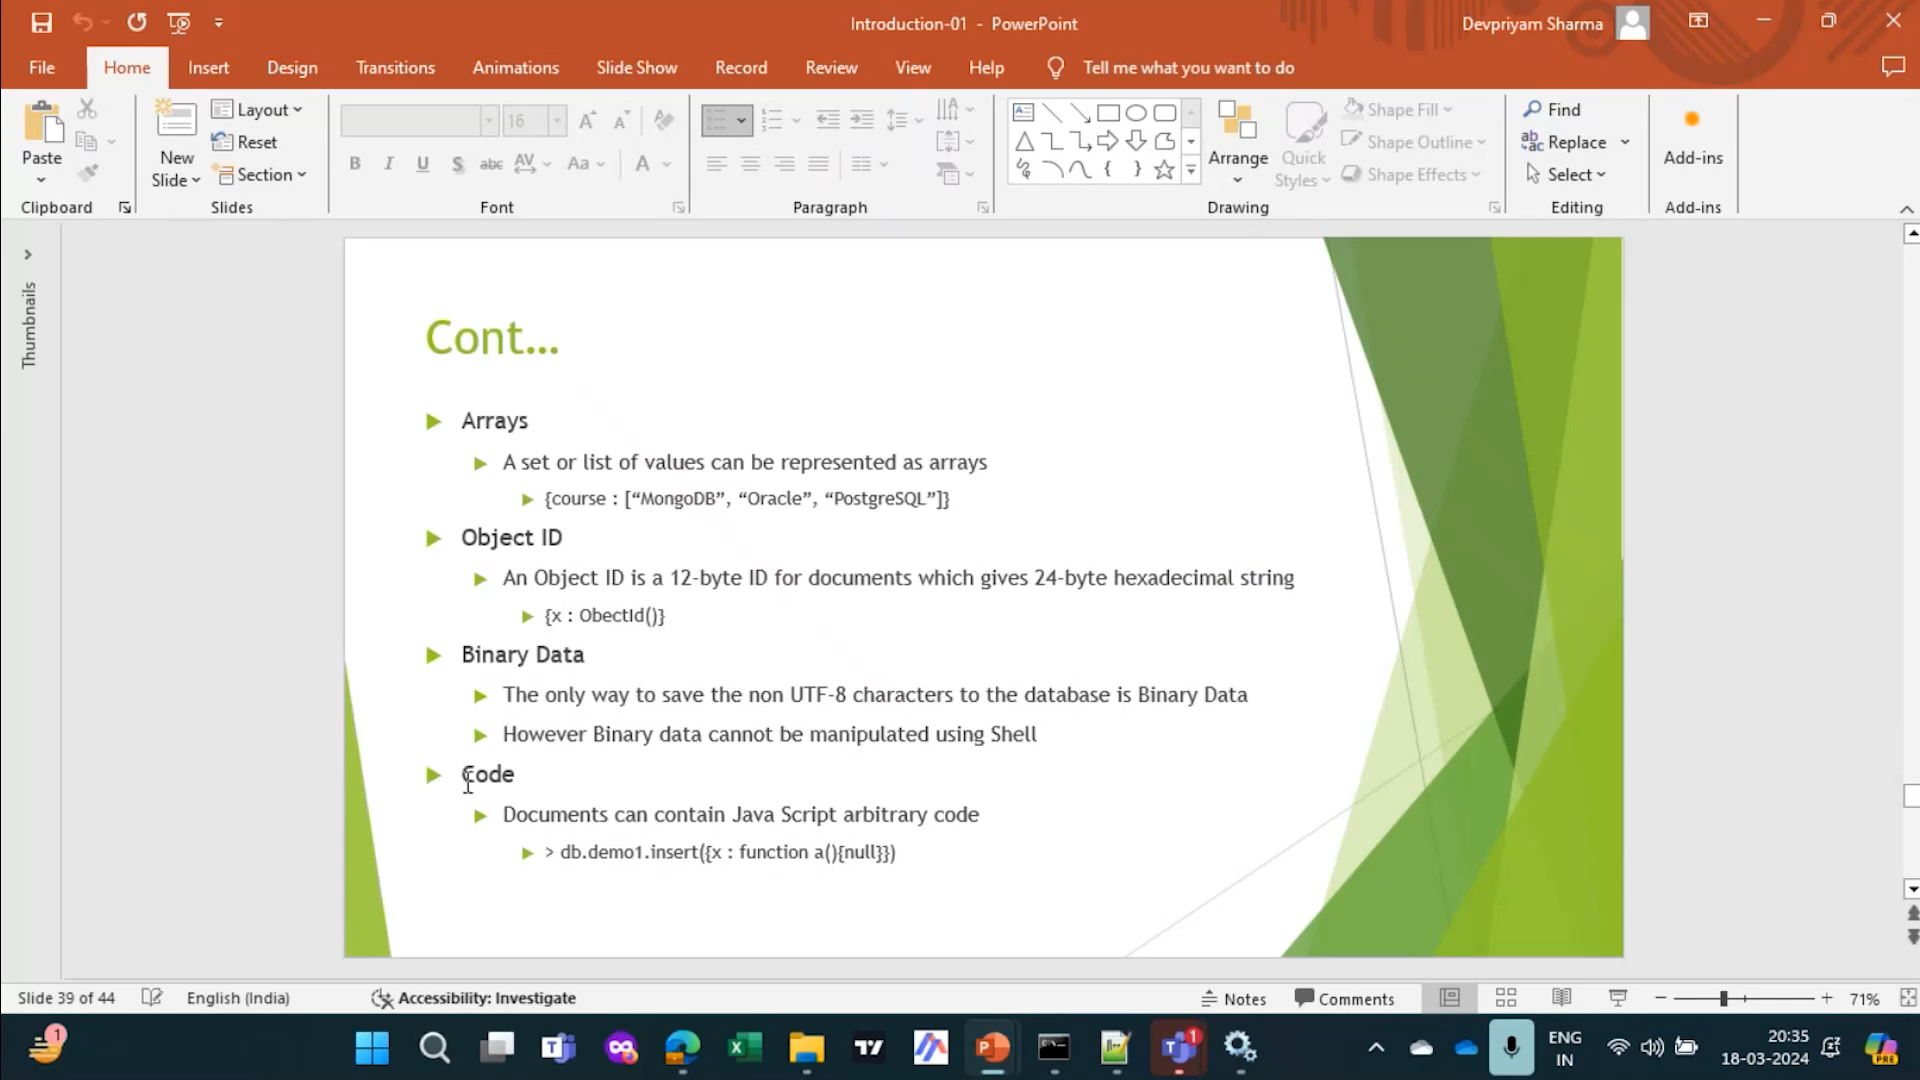 Introduction-01 - PowerPoint
Devpriyam Sharma
File Home Insert Design Transitions Animations Slide Show Record Review View Help Tell me what you want to do
Paste
Clipboard
New Slide
Layout
Reset
Section
Slides
16
B I U S abc AV Aa A
Font
Paragraph
Arrange
Quick Styles
Shape Fill
Shape Outline
Shape Effects
Drawing
Find
Replace
Select
Editing
Add-ins
Add-ins
Thumbnails
Cont...
Arrays
A set or list of values can be represented as arrays
{course : [“MongoDB”, “Oracle”, “PostgreSQL”]}
Object ID
An Object ID is a 12-byte ID for documents which gives 24-byte hexadecimal string
{x : ObectId()}
Binary Data
The only way to save the non UTF-8 characters to the database is Binary Data
However Binary data cannot be manipulated using Shell
Code
Documents can contain Java Script arbitrary code
> db.demo1.insert({x : function a(){null}})
Slide 39 of 44 English (India) Accessibility: Investigate Notes Comments 71%
1
1
ENG
IN
20:35
18-03-2024
PRE